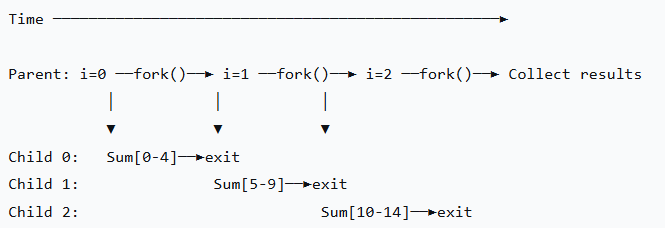 Time ────────────────────────────────────────────────────►
Parent: i=0 ──fork()──► i=1 ──fork()──► i=2 ──fork()──► Collect results
│ │ │
▼ ▼ ▼
Child 0: Sum[0-4]──►exit
Child 1: Sum[5-9]──►exit
Child 2: Sum[10-14]──►exit